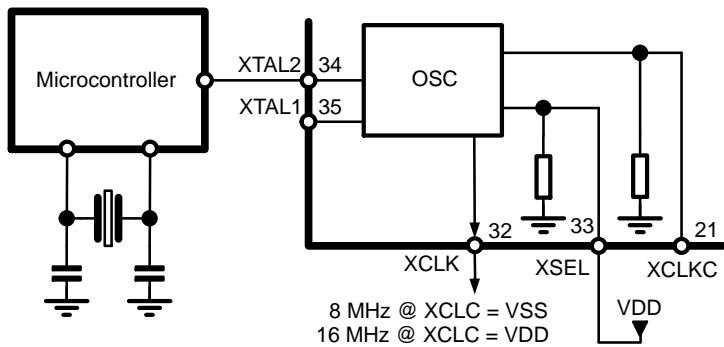 Microcontroller
XTAL2
34
XTAL1
35
OSC
32
33
21
XCLK
XSEL
XCLKC
8 MHz @ XCLC = VSS
16 MHz @ XCLC = VDD
VDD